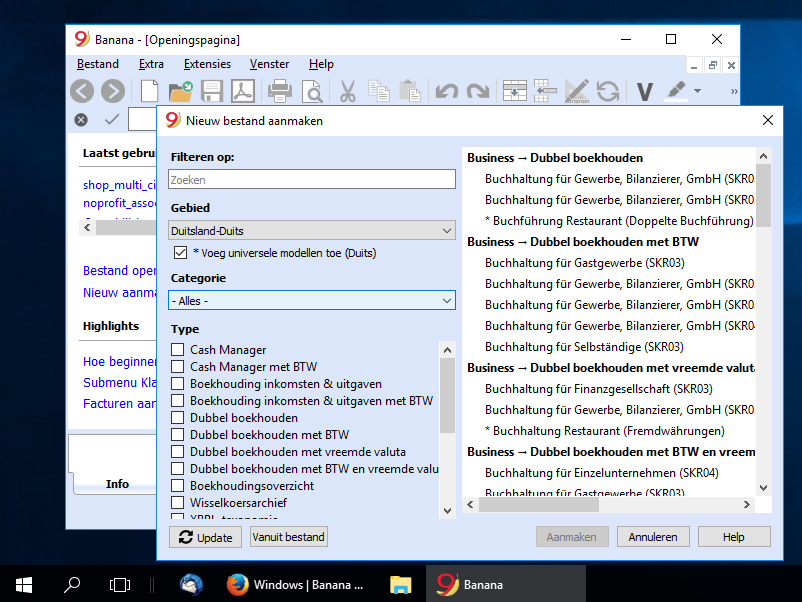 Banana - [Openingspagina]
Bestand Extra Extensies Venster Help
Nieuw bestand aanmaken
Laatst gebru
shop_multi_ci
noprofit_assoc
Bestand oper
Nieuw aanma
Highlights
Hoe beginner
Submenu Kla
Facturen aan
Info
Filteren op:
Zoeken
Gebied
Duitsland-Duits
* Voeg universele modellen toe (Duits)
Categorie
- Alles -
Type
Cash Manager
Cash Manager met BTW
Boekhouding inkomsten & uitgaven
Boekhouding inkomsten & uitgaven met BTW
Dubbel boekhouden
Dubbel boekhouden met BTW
Dubbel boekhouden met vreemde valuta
Dubbel boekhouden met BTW en vreemde valu
Boekhoudingsoverzicht
Wisselkoersarchief
Business → Dubbel boekhouden
Buchhaltung für Gewerbe, Bilanzierer, GmbH (SKR0
Buchhaltung für Gewerbe, Bilanzierer, GmbH (SKR0
* Buchführung Restaurant (Doppelte Buchführung)
Business → Dubbel boekhouden met BTW
Buchhaltung für Gastgewerbe (SKR03)
Buchhaltung für Gewerbe, Bilanzierer, GmbH (SKR0
Buchhaltung für Gewerbe, Bilanzierer, GmbH (SKR0
Buchhaltung für Gewerbe, Bilanzierer, GmbH (SKR04
Buchhaltung für Selbständige (SKR03)
Business → Dubbel boekhouden met vreemde valuta
Buchhaltung für Finanzgesellschaft (SKR03)
Buchhaltung für Gewerbe, Bilanzierer, GmbH (SKR0
* Buchhaltung Restaurant (Fremdwährungen)
Business → Dubbel boekhouden met BTW en vreem
Buchhaltung für Einzelunternehmen (SKR04)
Buchhaltung für Gastgewerbe (SKR03)
Update Vanuit bestand Aanmaken Annuleren Help
Windows | Banana ... Banana